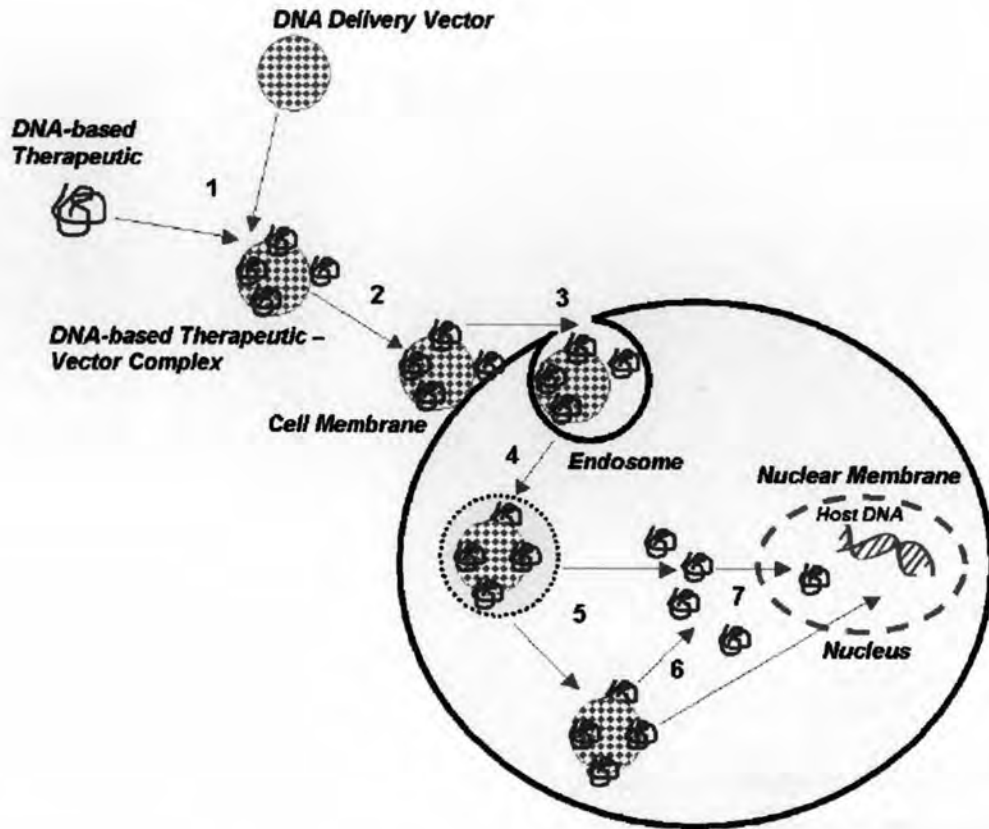 DNA Delivery Vector
DNA-based
Therapeutic
1
DNA-based Therapeutic –
Vector Complex
2
3
Cell Membrane
4
Endosome
Nuclear Membrane
Host DNA
5
7
6
Nucleus